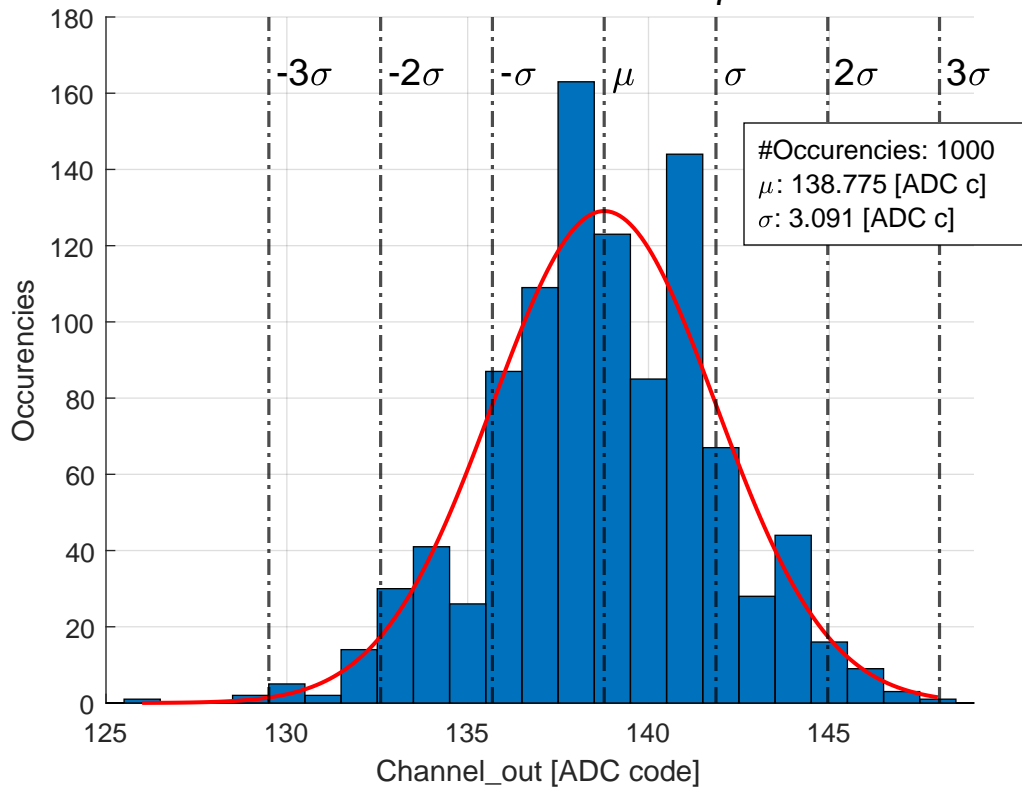 180
160
140
120
100
80
60
40
20
0
Occurencies
-3σ
-2σ
-σ
μ
σ
2σ
3σ
#Occurencies: 1000
μ: 138.775 [ADC c]
σ: 3.091 [ADC c]
125
130
135
140
145
Channel_out [ADC code]